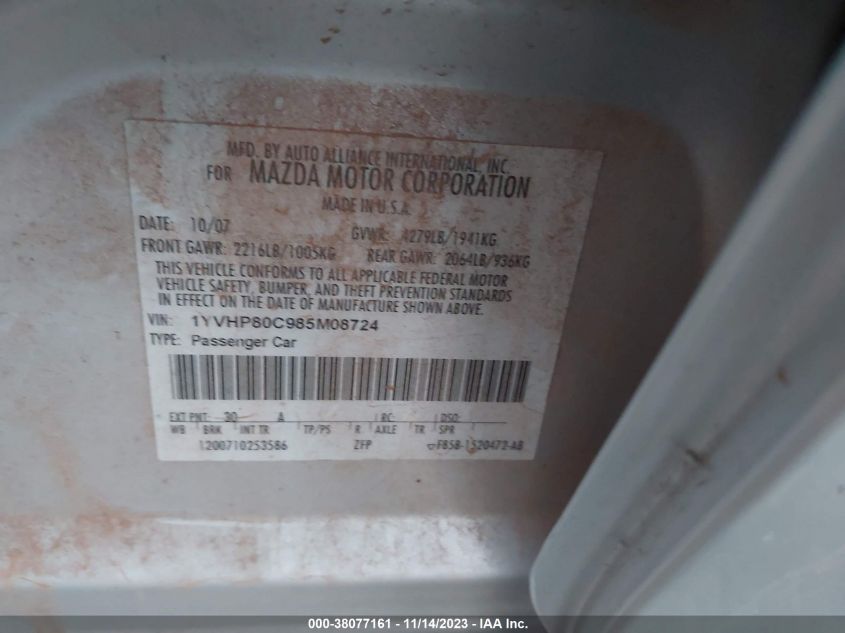 MFD. BY AUTO ALLIANCE INTERNATIONAL, INC.
FOR MAZDA MOTOR CORPORATION
MADE IN U.S.A.
DATE: 10/07 GVWR: 4279LB/1941KG
FRONT GAWR: 2216LB/1005KG REAR GAWR: 2064LB/936KG
THIS VEHICLE CONFORMS TO ALL APPLICABLE FEDERAL MOTOR
VEHICLE SAFETY, BUMPER, AND THEFT PREVENTION STANDARDS
IN EFFECT ON THE DATE OF MANUFACTURE SHOWN ABOVE.
VIN: 1YVHP80C985M08724
TYPE: Passenger Car
EXT PNT: 30 A RC: DSO:
WB BRK INT TR TP/PS R AXLE TR SPR
1200710253586 ZFP F85B-1520472-AB
000-38077161 - 11/14/2023 - IAA Inc.